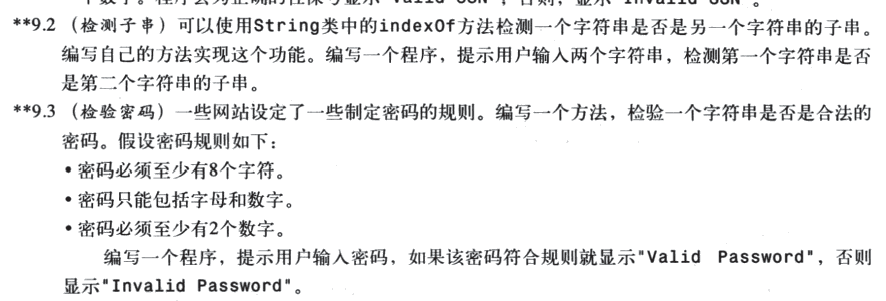 **9.2 （检测子串）可以使用String类中的indexOf方法检测一个字符串是否是另一个字符串的子串。
编写自己的方法实现这个功能。编写一个程序，提示用户输入两个字符串，检测第一个字符串是否
是第二个字符串的子串。
**9.3 （检验密码）一些网站设定了一些制定密码的规则。编写一个方法，检验一个字符串是否是合法的
密码。假设密码规则如下：
• 密码必须至少有8个字符。
• 密码只能包括字母和数字。
• 密码必须至少有2个数字。
编写一个程序，提示用户输入密码，如果该密码符合规则就显示"Valid Password"，否则
显示"Invalid Password"。